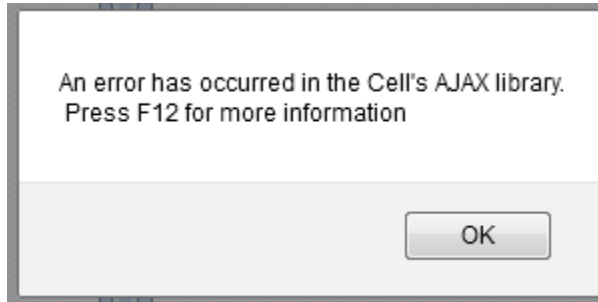 An error has occurred in the Cell's AJAX library.
Press F12 for more information
OK